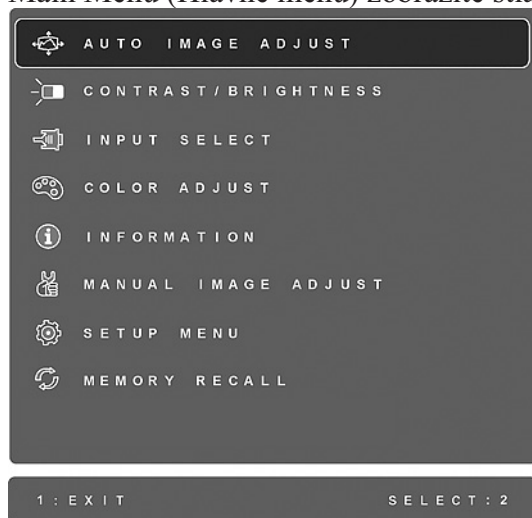 AUTO IMAGE ADJUST
CONTRAST/BRIGHTNESS
INPUT SELECT
COLOR ADJUST
INFORMATION
MANUAL IMAGE ADJUST
SETUP MENU
MEMORY RECALL
1:EXIT SELECT:2